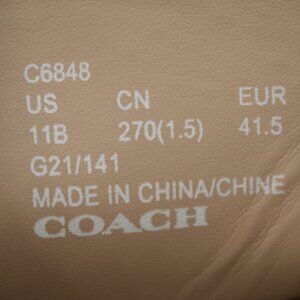 C6848
US CN EUR
11B 270(1.5) 41.5
G21/141
MADE IN CHINA/CHINE
COACH